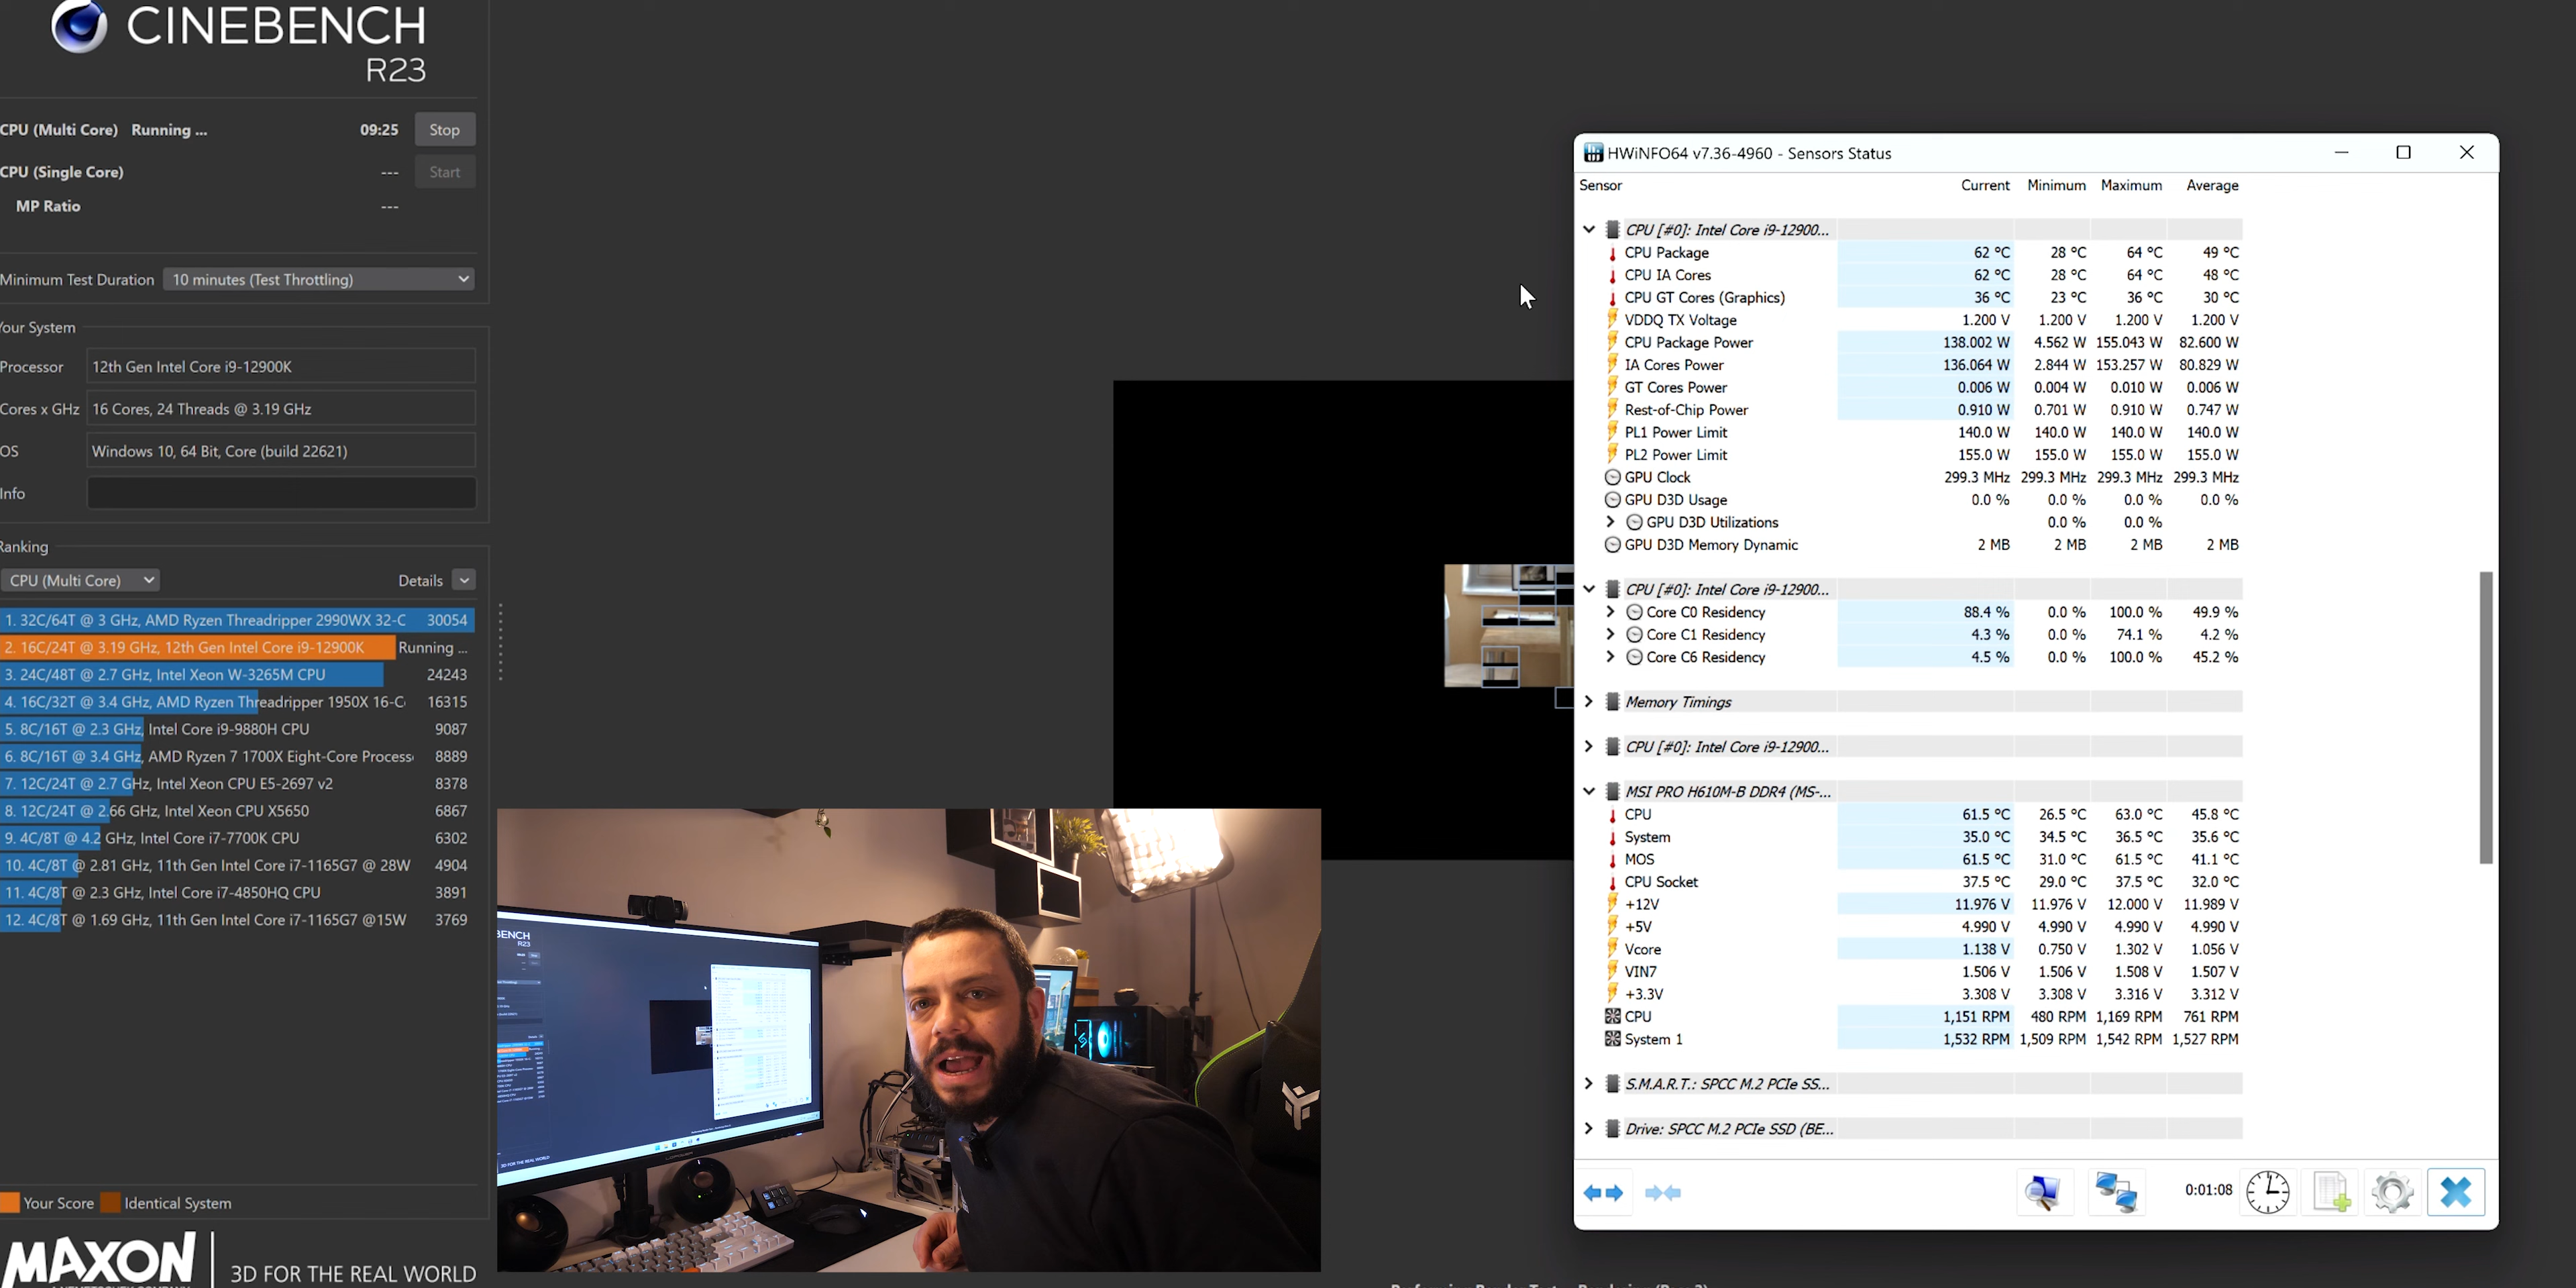 CINEBENCH
R23
CPU (Multi Core) Running ... 09:25 Stop
CPU (Single Core) --- Start
MP Ratio ---
Minimum Test Duration 10 minutes (Test Throttling)
Your System
Processor 12th Gen Intel Core i9-12900K
Cores x GHz 16 Cores, 24 Threads @ 3.19 GHz
OS Windows 10, 64 Bit, Core (build 22621)
Info
Ranking
CPU (Multi Core) Details
1. 32C/64T @ 3 GHz, AMD Ryzen Threadripper 2990WX 32-C 30054
2. 16C/24T @ 3.19 GHz, 12th Gen Intel Core i9-12900K Running ...
3. 24C/48T @ 2.7 GHz, Intel Xeon W-3265M CPU 24243
4. 16C/32T @ 3.4 GHz, AMD Ryzen Threadripper 1950X 16-C 16315
5. 8C/16T @ 2.3 GHz, Intel Core i9-9880H CPU 9087
6. 8C/16T @ 3.4 GHz, AMD Ryzen 7 1700X Eight-Core Process 8889
7. 12C/24T @ 2.7 GHz, Intel Xeon CPU E5-2697 v2 8378
8. 12C/24T @ 2.66 GHz, Intel Xeon CPU X5650 6867
9. 4C/8T @ 4.2 GHz, Intel Core i7-7700K CPU 6302
10. 4C/8T @ 2.81 GHz, 11th Gen Intel Core i7-1165G7 @ 28W 4904
11. 4C/8T @ 2.3 GHz, Intel Core i7-4850HQ CPU 3891
12. 4C/8T @ 1.69 GHz, 11th Gen Intel Core i7-1165G7 @15W 3769
Your Score Identical System
MAXON
3D FOR THE REAL WORLD
BENCH
R23
3D FOR THE REAL WORLD
HWiNFO64 v7.36-4960 - Sensors Status
Sensor Current Minimum Maximum Average
CPU [#0]: Intel Core i9-12900...
CPU Package 62 °C 28 °C 64 °C 49 °C
CPU IA Cores 62 °C 28 °C 64 °C 48 °C
CPU GT Cores (Graphics) 36 °C 23 °C 36 °C 30 °C
VDDQ TX Voltage 1.200 V 1.200 V 1.200 V 1.200 V
CPU Package Power 138.002 W 4.562 W 155.043 W 82.600 W
IA Cores Power 136.064 W 2.844 W 153.257 W 80.829 W
GT Cores Power 0.006 W 0.004 W 0.010 W 0.006 W
Rest-of-Chip Power 0.910 W 0.701 W 0.910 W 0.747 W
PL1 Power Limit 140.0 W 140.0 W 140.0 W 140.0 W
PL2 Power Limit 155.0 W 155.0 W 155.0 W 155.0 W
GPU Clock 299.3 MHz 299.3 MHz 299.3 MHz 299.3 MHz
GPU D3D Usage 0.0 % 0.0 % 0.0 % 0.0 %
GPU D3D Utilizations 0.0 % 0.0 %
GPU D3D Memory Dynamic 2 MB 2 MB 2 MB 2 MB
CPU [#0]: Intel Core i9-12900...
Core C0 Residency 88.4 % 0.0 % 100.0 % 49.9 %
Core C1 Residency 4.3 % 0.0 % 74.1 % 4.2 %
Core C6 Residency 4.5 % 0.0 % 100.0 % 45.2 %
Memory Timings
CPU [#0]: Intel Core i9-12900...
MSI PRO H610M-B DDR4 (MS-...
CPU 61.5 °C 26.5 °C 63.0 °C 45.8 °C
System 35.0 °C 34.5 °C 36.5 °C 35.6 °C
MOS 61.5 °C 31.0 °C 61.5 °C 41.1 °C
CPU Socket 37.5 °C 29.0 °C 37.5 °C 32.0 °C
+12V 11.976 V 11.976 V 12.000 V 11.989 V
+5V 4.990 V 4.990 V 4.990 V 4.990 V
Vcore 1.138 V 0.750 V 1.302 V 1.056 V
VIN7 1.506 V 1.506 V 1.508 V 1.507 V
+3.3V 3.308 V 3.308 V 3.316 V 3.312 V
CPU 1,151 RPM 480 RPM 1,169 RPM 761 RPM
System 1 1,532 RPM 1,509 RPM 1,542 RPM 1,527 RPM
S.M.A.R.T.: SPCC M.2 PCIe SS...
Drive: SPCC M.2 PCIe SSD (BE...
0:01:08